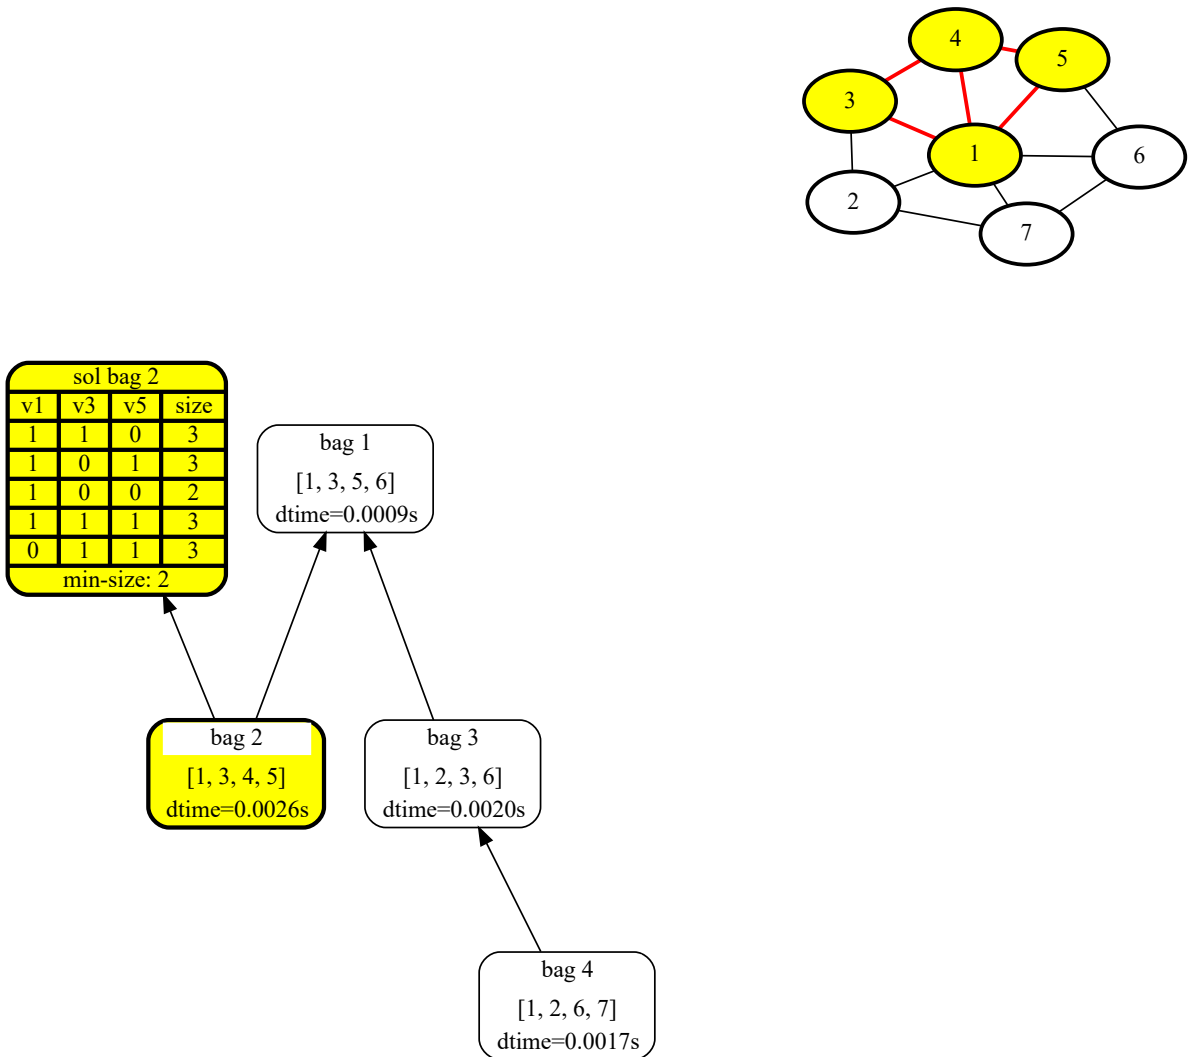 4
5
3
1
6
2
7
sol bag 2
v1 v3 v5 size
1 1 0 3
1 0 1 3
1 0 0 2
1 1 1 3
0 1 1 3
min-size: 2
bag 1
[1, 3, 5, 6]
dtime=0.0009s
bag 2
[1, 3, 4, 5]
dtime=0.0026s
bag 3
[1, 2, 3, 6]
dtime=0.0020s
bag 4
[1, 2, 6, 7]
dtime=0.0017s